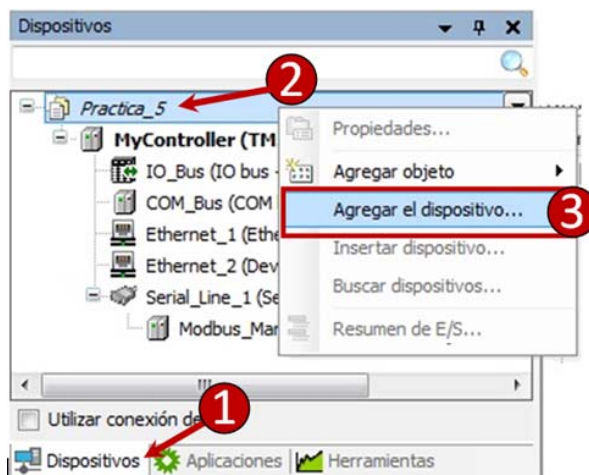 Dispositivos
2
Practica_5
MyController (TM
IO_Bus (IO bus -
COM_Bus (COM
Ethernet_1 (Ethe
Ethernet_2 (Dev
Serial_Line_1 (Se
Modbus_Mar
Propiedades...
Agregar objeto
Agregar el dispositivo...
3
Insertar dispositivo...
Buscar dispositivos...
Resumen de E/S...
Utilizar conexión de
1
Dispositivos Aplicaciones Herramientas